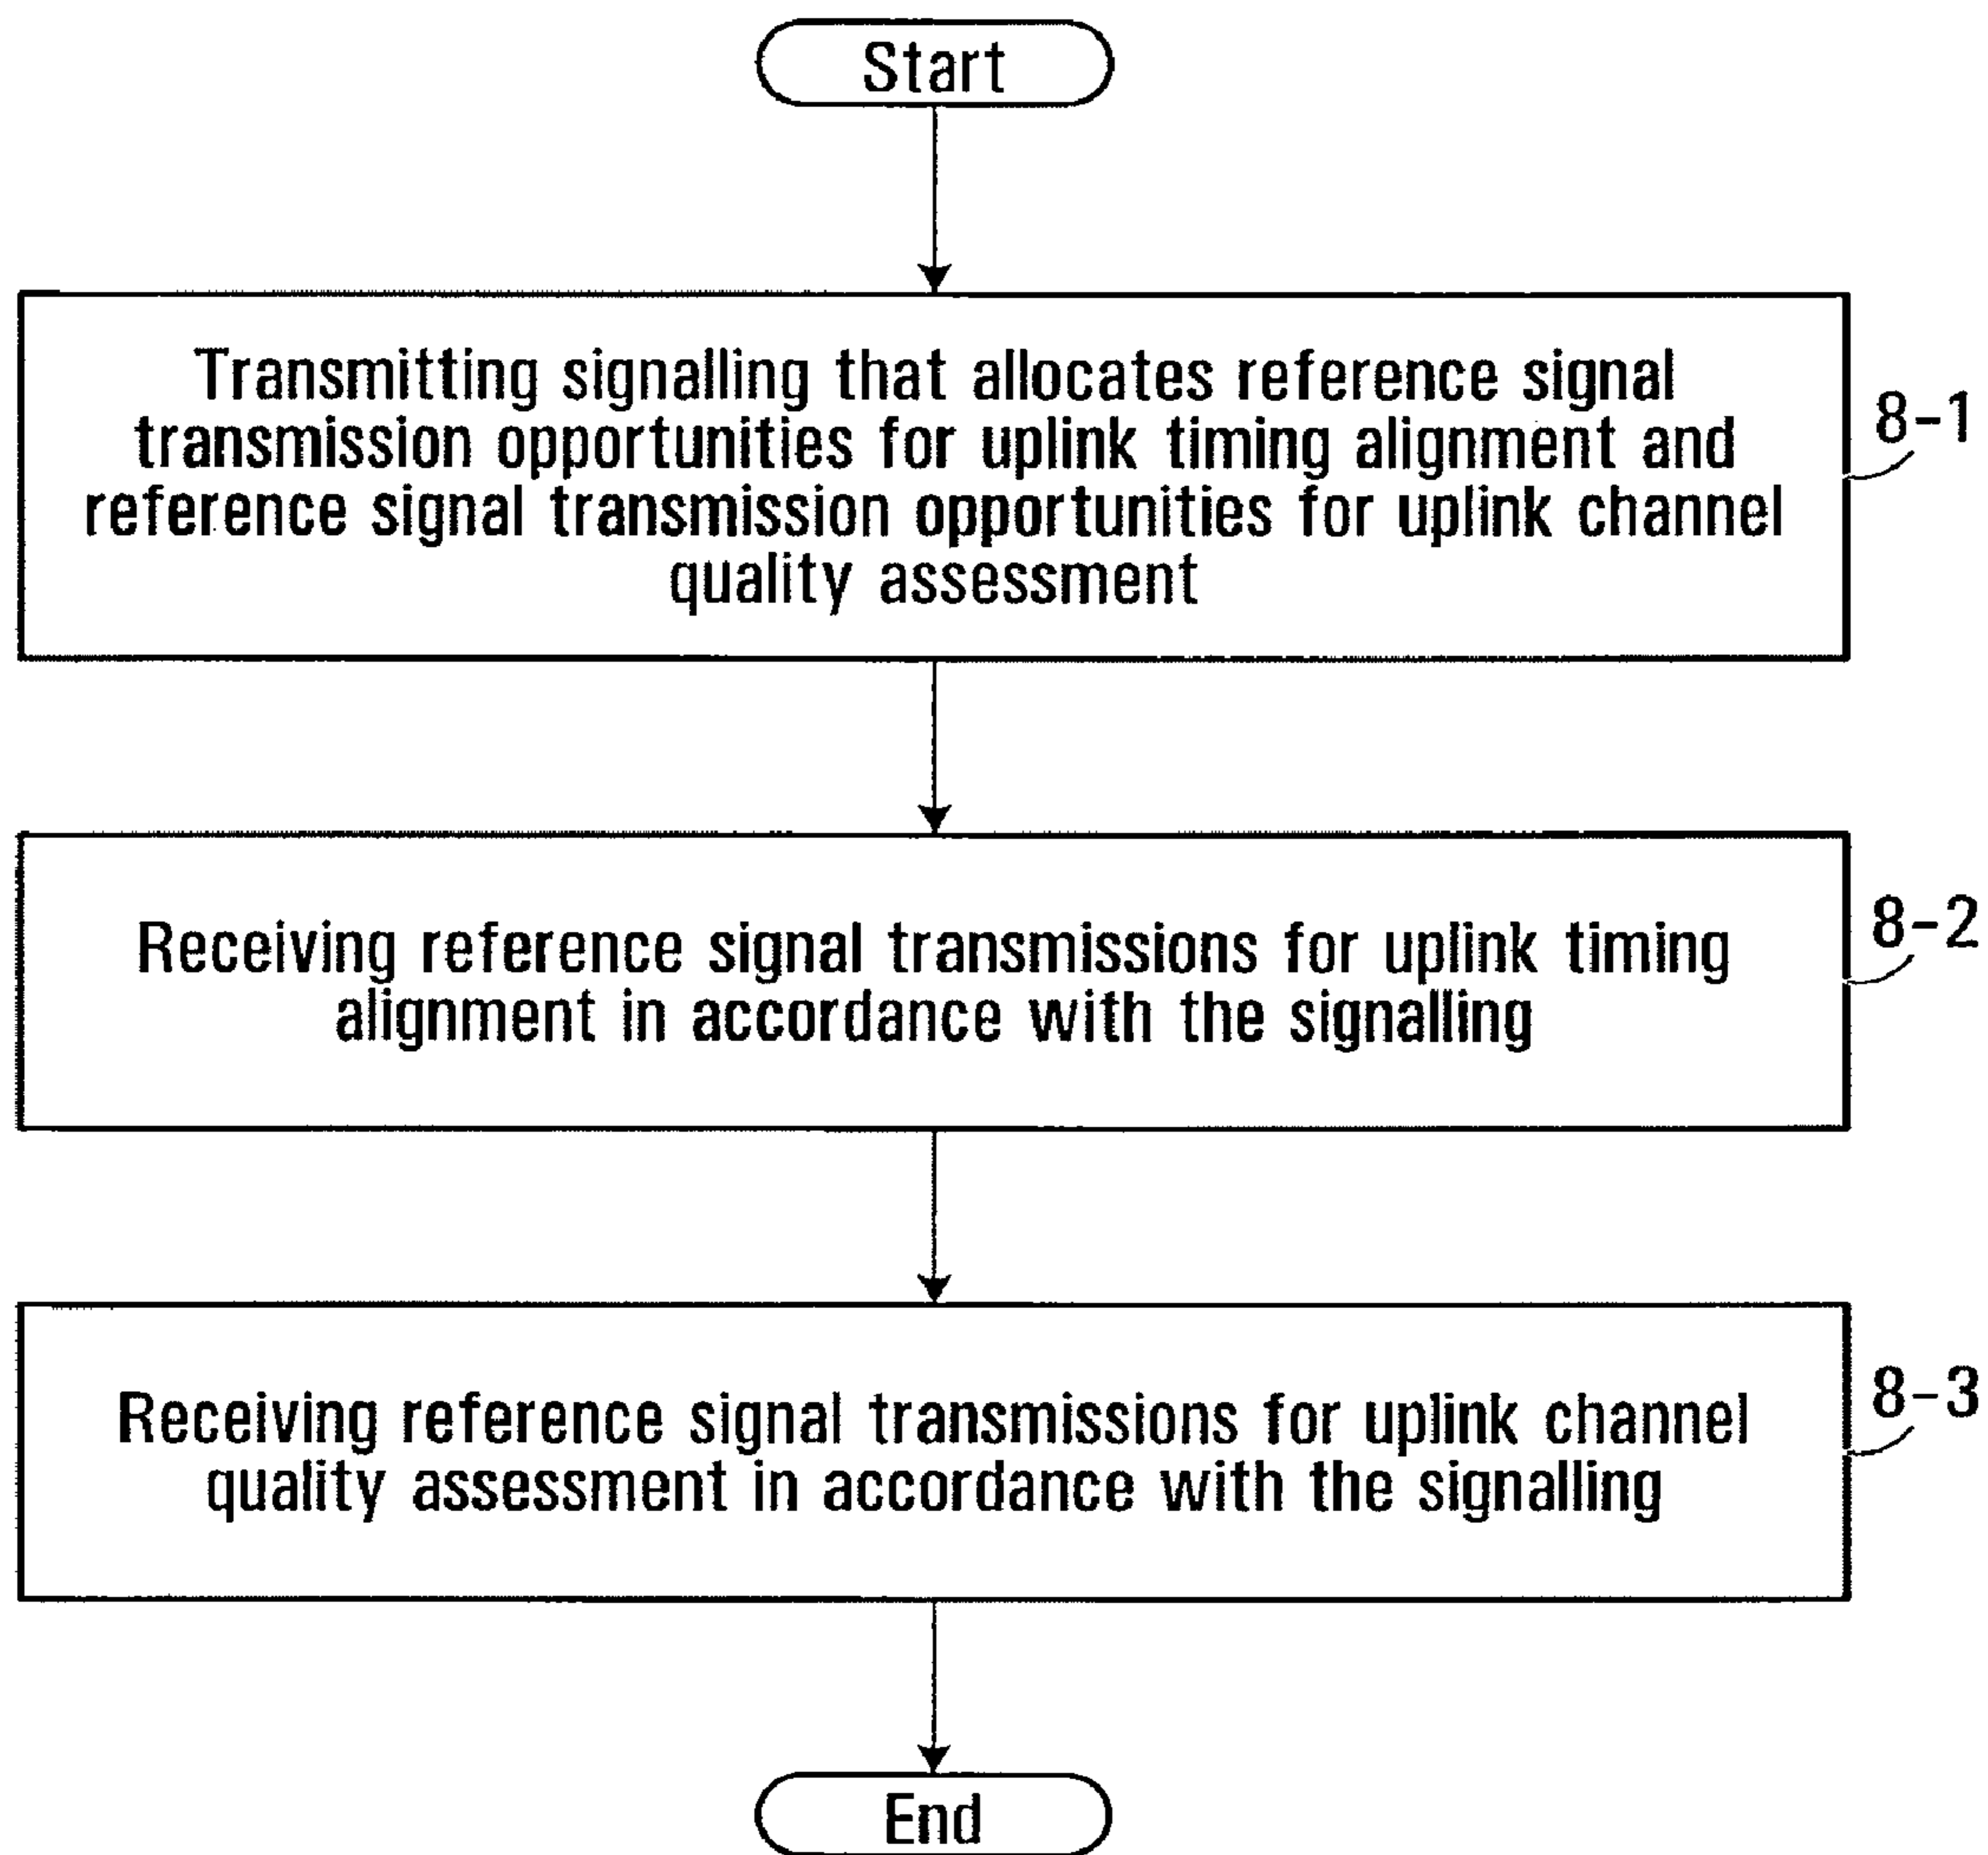 Start
Transmitting signalling that allocates reference signal
transmission opportunities for uplink timing alignment and
reference signal transmission opportunities for uplink channel
quality assessment
8-1
Receiving reference signal transmissions for uplink timing
alignment in accordance with the signalling
8-2
Receiving reference signal transmissions for uplink channel
quality assessment in accordance with the signalling
8-3
End